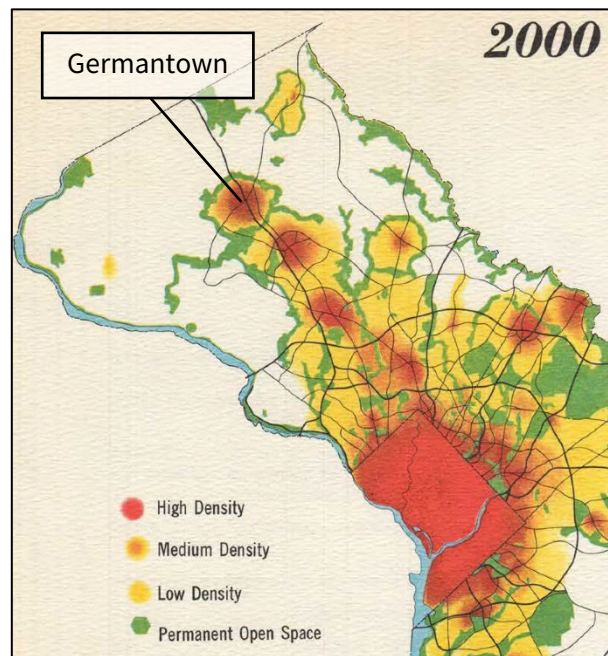 2000
Germantown
High Density
Medium Density
Low Density
Permanent Open Space